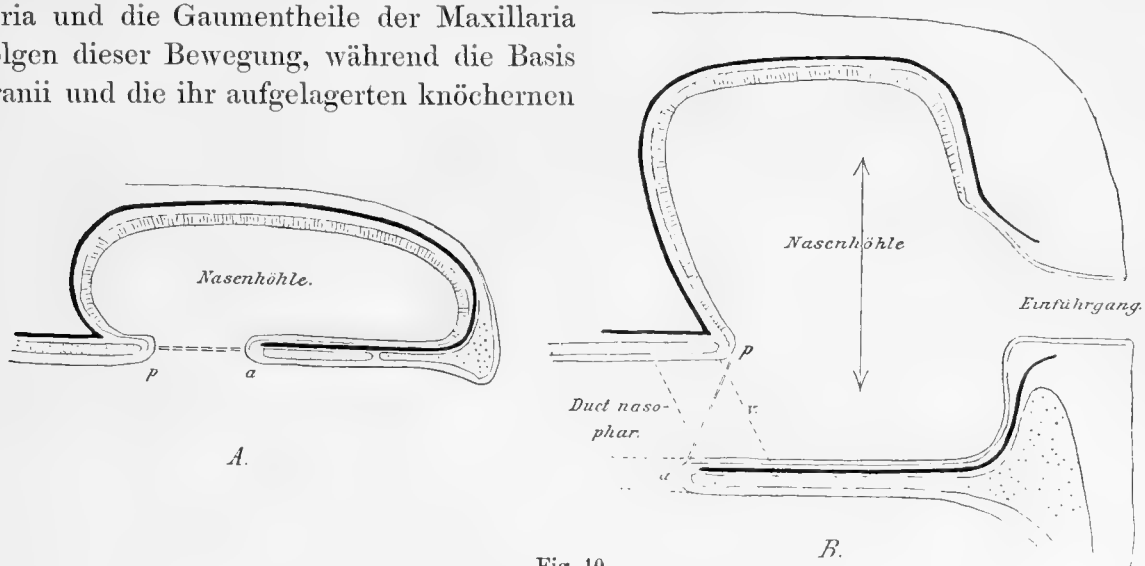 ria und die Gaumentheile der Maxillaria
lgen dieser Bewegung, während die Basis
ranii und die ihr aufgelagerten knöchernen
Nasenhöhle.
p
a
A.
Nasenhöhle
Einführgang.
p
Duct naso-
phar.
v.
a
B.
Fig. 10